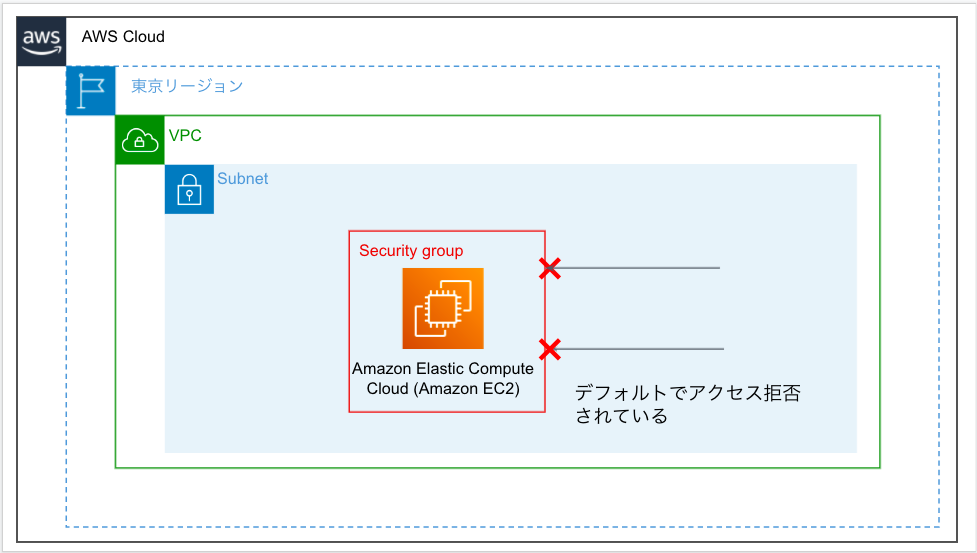 aws
AWS Cloud
東京リージョン
VPC
Subnet
Security group
Amazon Elastic Compute
Cloud (Amazon EC2)
デフォルトでアクセス拒否
されている